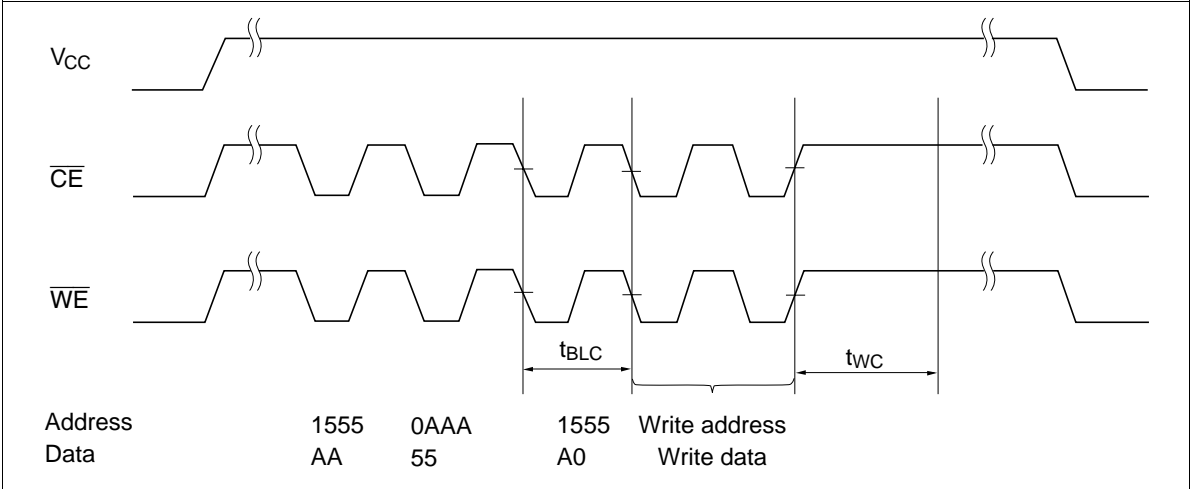 VCC
CE
WE
tBLC
tWC
Address 1555 0AAA 1555 Write address
Data AA 55 A0 Write data